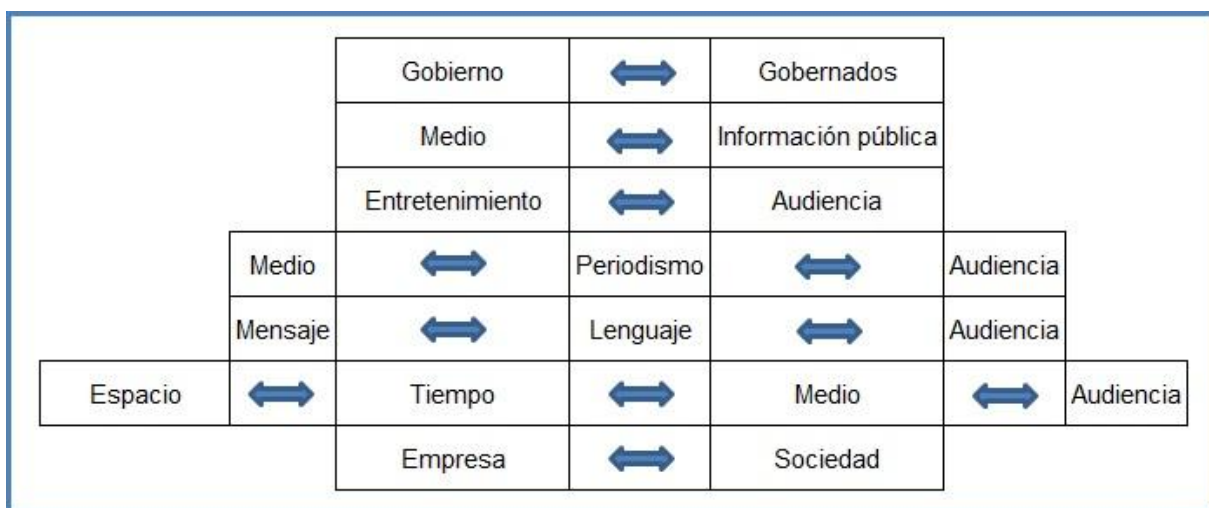 Gobierno Gobernados
Medio Información pública
Entretenimiento Audiencia
Medio Periodismo Audiencia
Mensaje Lenguaje Audiencia
Espacio Tiempo Medio Audiencia
Empresa Sociedad